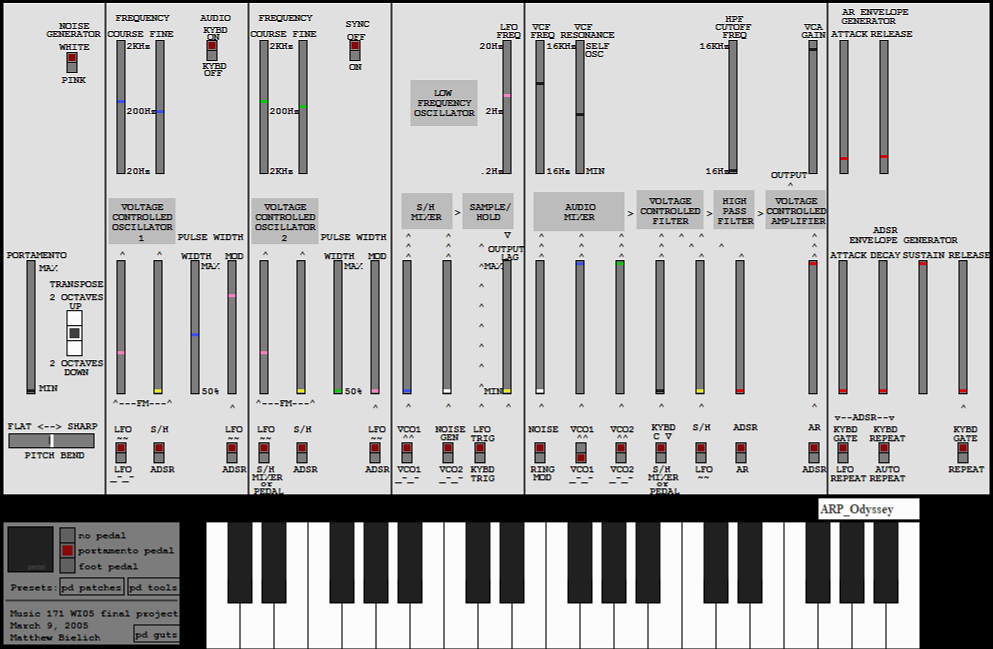 NOISE
GENERATOR
WHITE
PINK
PORTAMENTO
MAX
MIN
TRANSPOSE
2 OCTAVES
UP
2 OCTAVES
DOWN
FLAT <--> SHARP
PITCH BEND
FREQUENCY
COURSE FINE
2KHz
200Hz
20Hz
AUDIO
KYBD
ON
KYBD
OFF
VOLTAGE
CONTROLLED
OSCILLATOR
1
PULSE WIDTH
WIDTH MOD
MAX
50%
^---FM---^
LFO
~~
LFO
_-_-
S/H
ADSR
LFO
~~
ADSR
FREQUENCY
COURSE FINE
2KHz
200Hz
2KHz
SYNC
OFF
ON
VOLTAGE
CONTROLLED
OSCILLATOR
2
PULSE WIDTH
WIDTH MOD
MAX
50%
^---FM---^
LFO
~~
S/H
MIXER
or
PEDAL
S/H
ADSR
LFO
~~
ADSR
LFO
FREQ
20Hz
2Hz
.2Hz
LOW
FREQUENCY
OSCILLATOR
S/H
MIXER
>
SAMPLE/
HOLD
OUTPUT
LAG
MAX
MIN
VCO1
^^
VCO1
_-_-
NOISE
GEN
VCO2
_-_-
LFO
TRIG
KYBD
TRIG
VCF
FREQ
16KHz
16Hz
VCF
RESONANCE
SELF
OSC
MIN
HPF
CUTOFF
FREQ
16KHz
16Hz
VCA
GAIN
OUTPUT
^
AUDIO
MIXER
>
VOLTAGE
CONTROLLED
FILTER
>
HIGH
PASS
FILTER
>
VOLTAGE
CONTROLLED
AMPLIFIER
NOISE
RING
MOD
VCO1
^^
VCO1
_-_-
VCO2
^^
VCO2
_-_-
KYBD
C V
S/H
MIXER
or
PEDAL
S/H
LFO
~~
ADSR
AR
AR
ADSR
AR ENVELOPE
GENERATOR
ATTACK RELEASE
ADSR
ENVELOPE GENERATOR
ATTACK DECAY SUSTAIN RELEASE
v--ADSR--v
KYBD
GATE
LFO
REPEAT
KYBD
REPEAT
AUTO
REPEAT
KYBD
GATE
REPEAT
ARP_Odyssey
pedal
no pedal
portamento pedal
foot pedal
Presets: pd patches pd tools
Music 171 WI05 final project
March 9, 2005
Matthew Bielich
pd guts